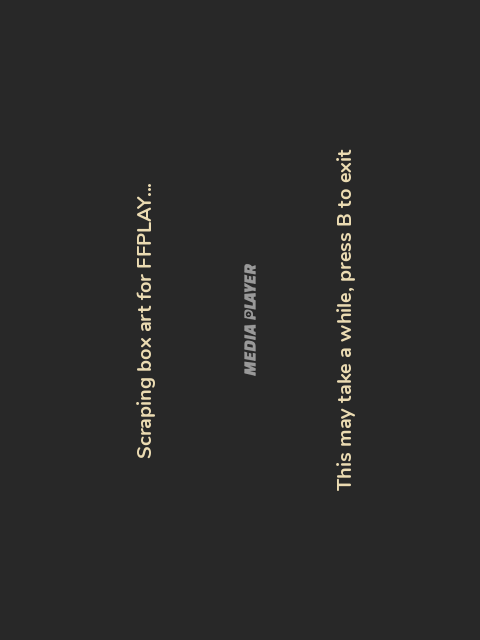 Scraping box art for FFPLAY...
MEDIA PLAYER
This may take a while, press B to exit